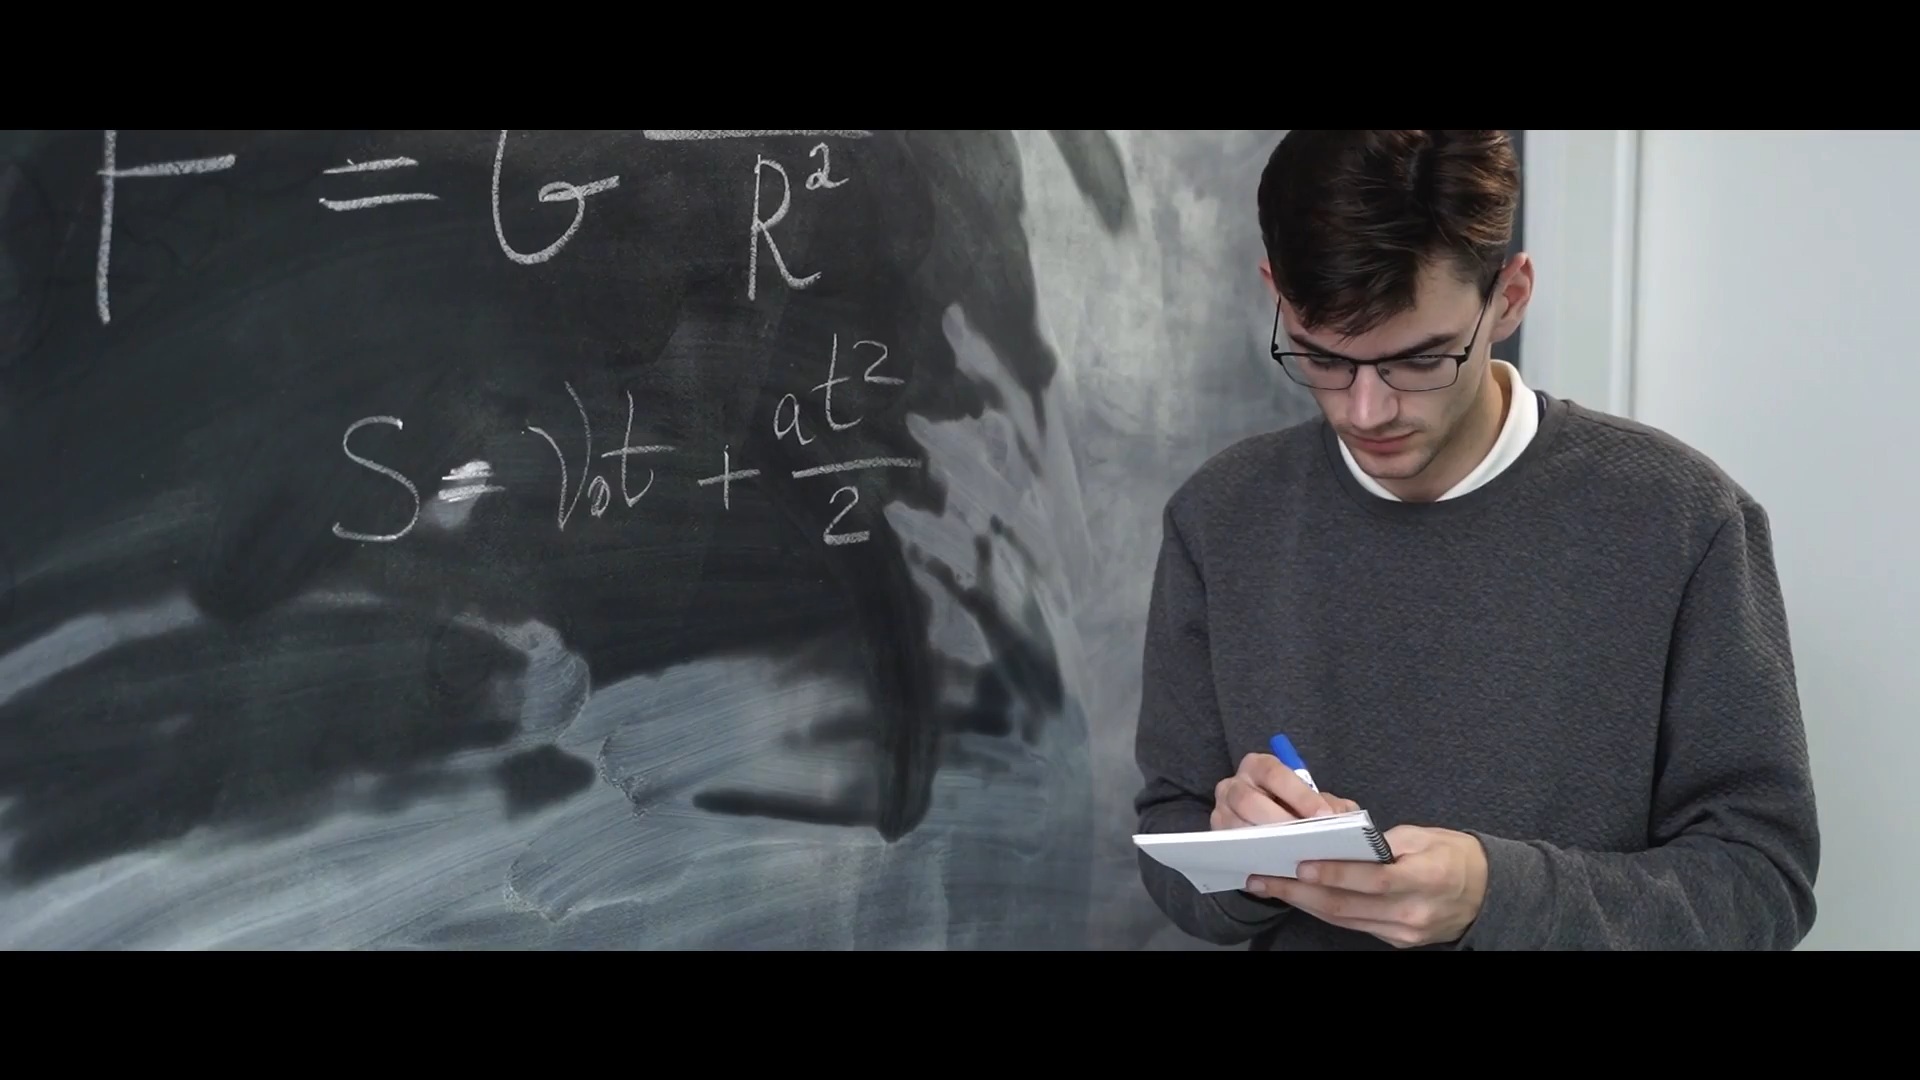 F = G / R²
S = V₀t + at²/2